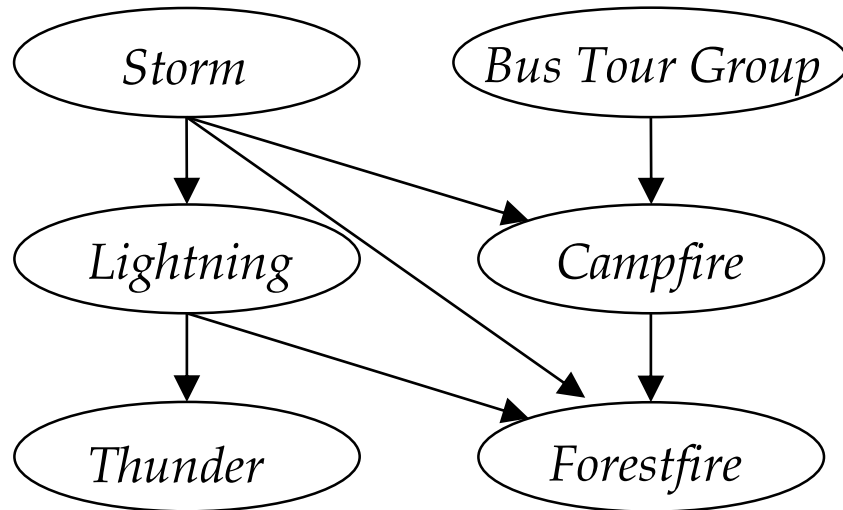 Storm
Bus Tour Group
Lightning
Campfire
Thunder
Forestfire